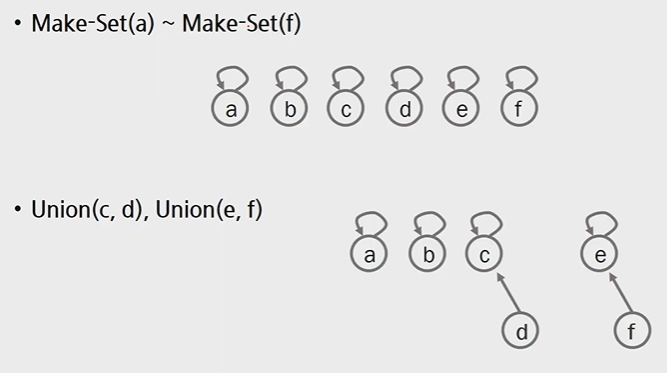 • Make-Set(a) ~ Make-Set(f)
a b c d e f
• Union(c, d), Union(e, f)
a b c e
d f